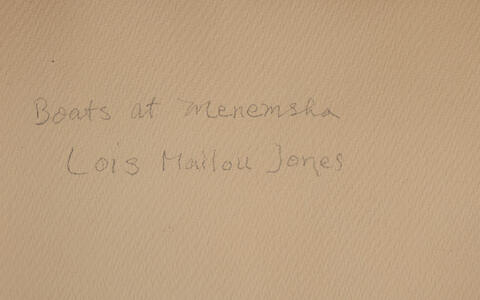 Boats at Menemsha
Lois Mailou Jones